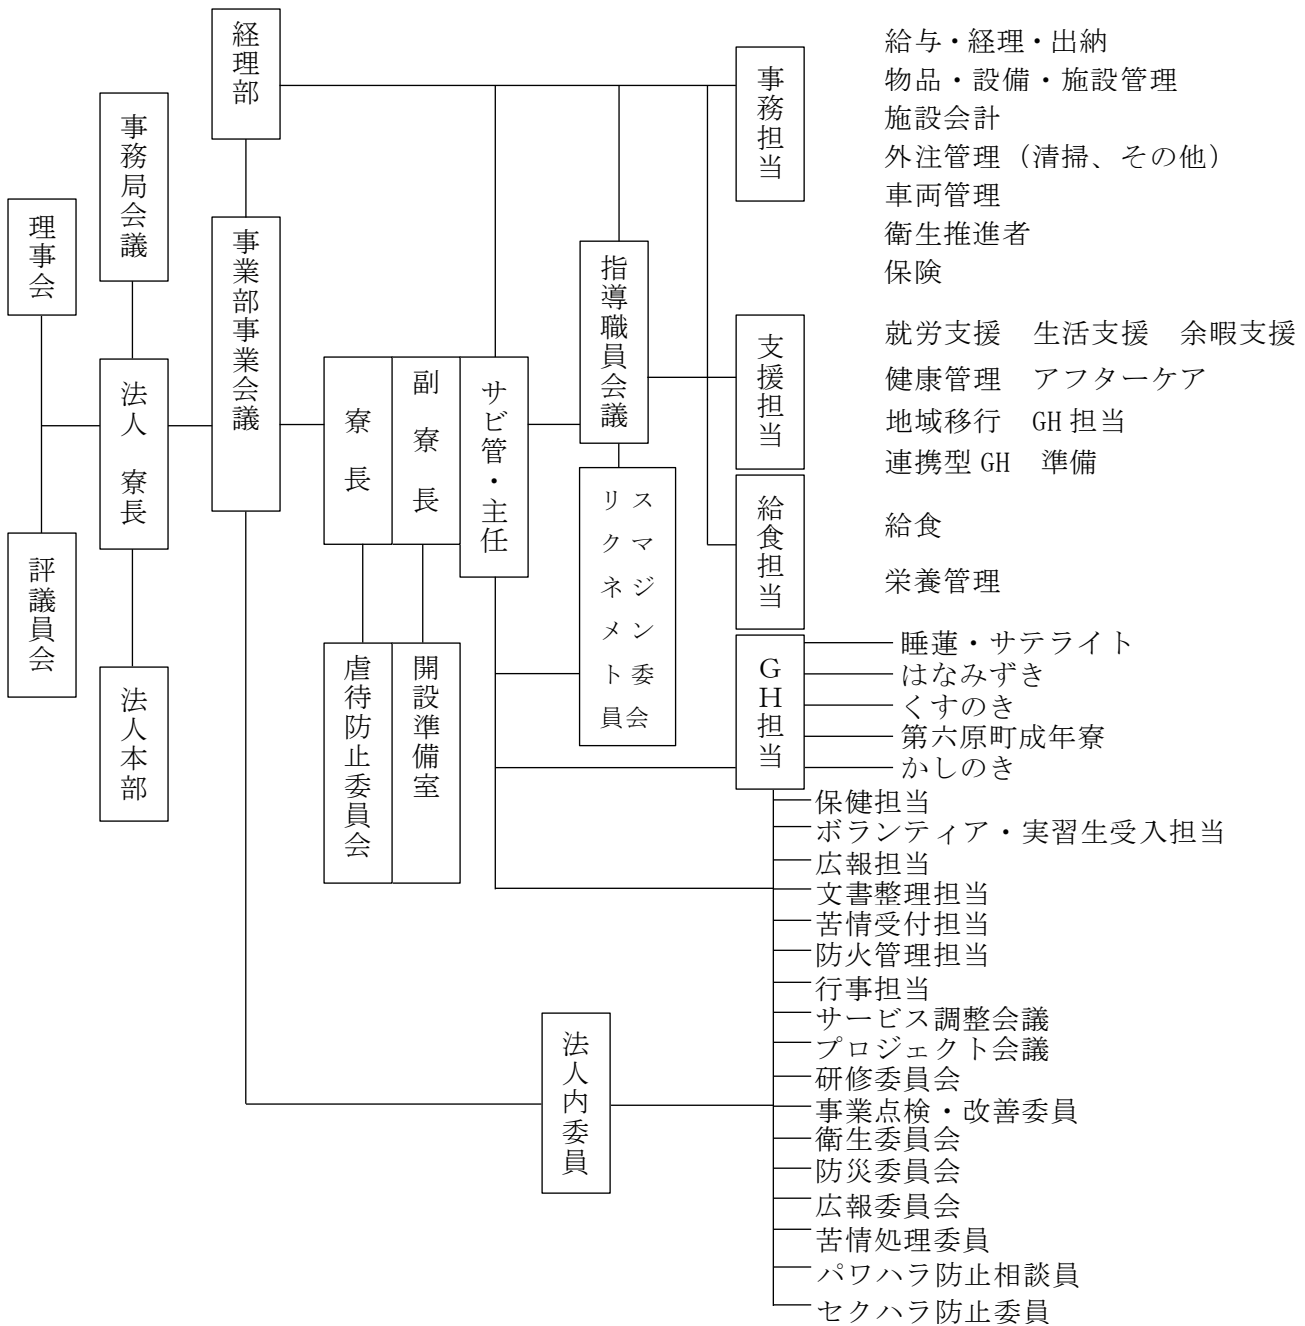 理事会
評議員会
事務局会議
法人　寮長
法人本部
経理部
事業部事業会議
寮長
副寮長
サビ管・主任
虐待防止委員会
開設準備室
指導職員会議
リスクマネジメント委員会
法人内委員
事務担当
給与・経理・出納
物品・設備・施設管理
施設会計
外注管理（清掃、その他）
車両管理
衛生推進者
保険
支援担当
就労支援　生活支援　余暇支援
健康管理　アフターケア
地域移行　GH 担当
連携型 GH　準備
給食担当
給食
栄養管理
ＧＨ担当
睡蓮・サテライト
はなみずき
くすのき
第六原町成年寮
かしのき
保健担当
ボランティア・実習生受入担当
広報担当
文書整理担当
苦情受付担当
防火管理担当
行事担当
サービス調整会議
プロジェクト会議
研修委員会
事業点検・改善委員
衛生委員会
防災委員会
広報委員会
苦情処理委員
パワハラ防止相談員
セクハラ防止委員